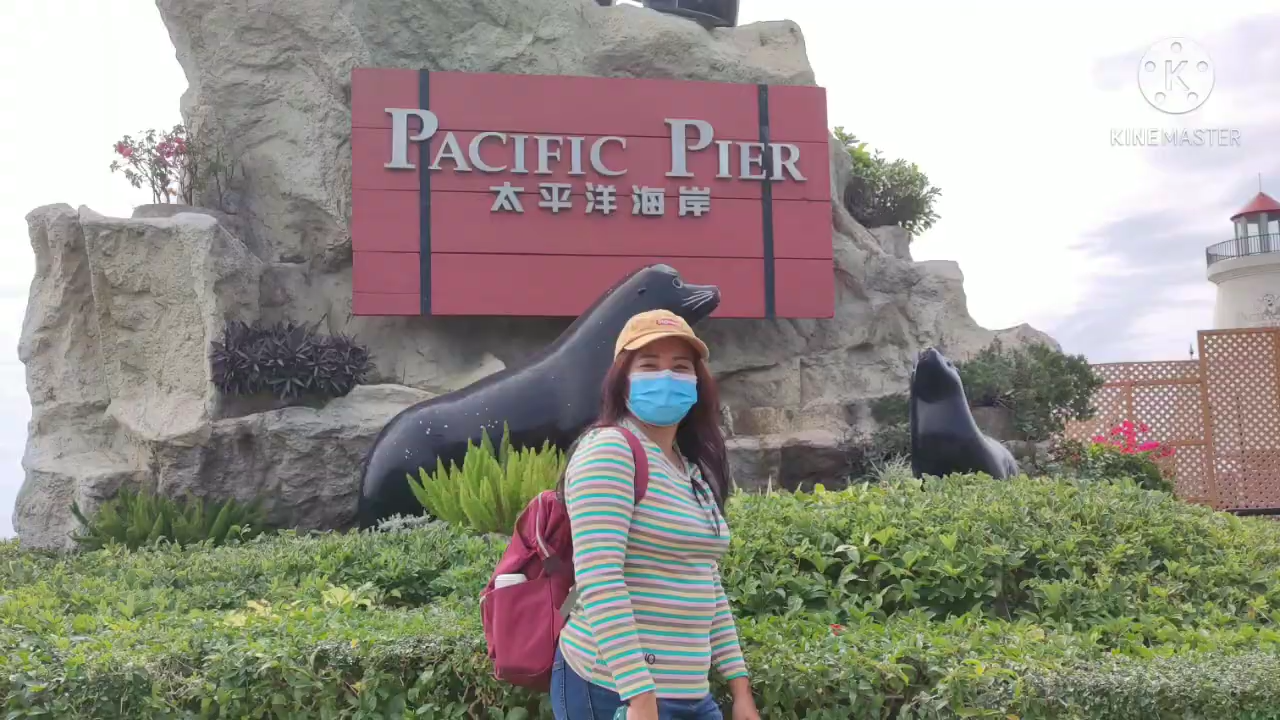 PACIFIC PIER
太平洋海岸
K
KINEMASTER